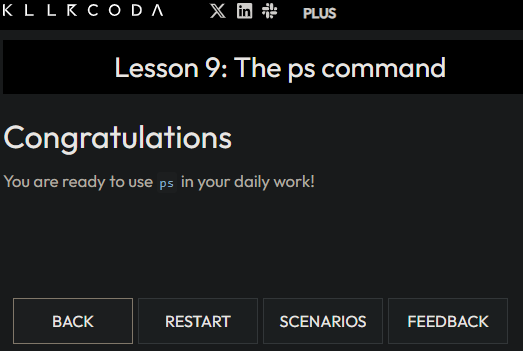 KILLERCODA PLUS
Lesson 9: The ps command
Congratulations
You are ready to use ps in your daily work!
BACK RESTART SCENARIOS FEEDBACK